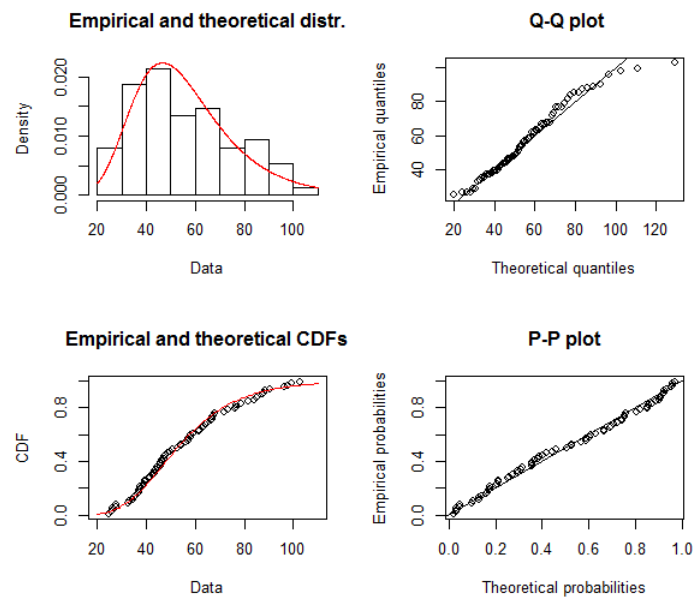 Empirical and theoretical distr.
Density
0.000 0.010 0.020
20 40 60 80 100
Data
Q-Q plot
Empirical quantiles
40 60 80
20 40 60 80 100 120
Theoretical quantiles
Empirical and theoretical CDFs
CDF
0.0 0.4 0.8
20 40 60 80 100
Data
P-P plot
Empirical probabilities
0.0 0.4 0.8
0.0 0.2 0.4 0.6 0.8 1.0
Theoretical probabilities